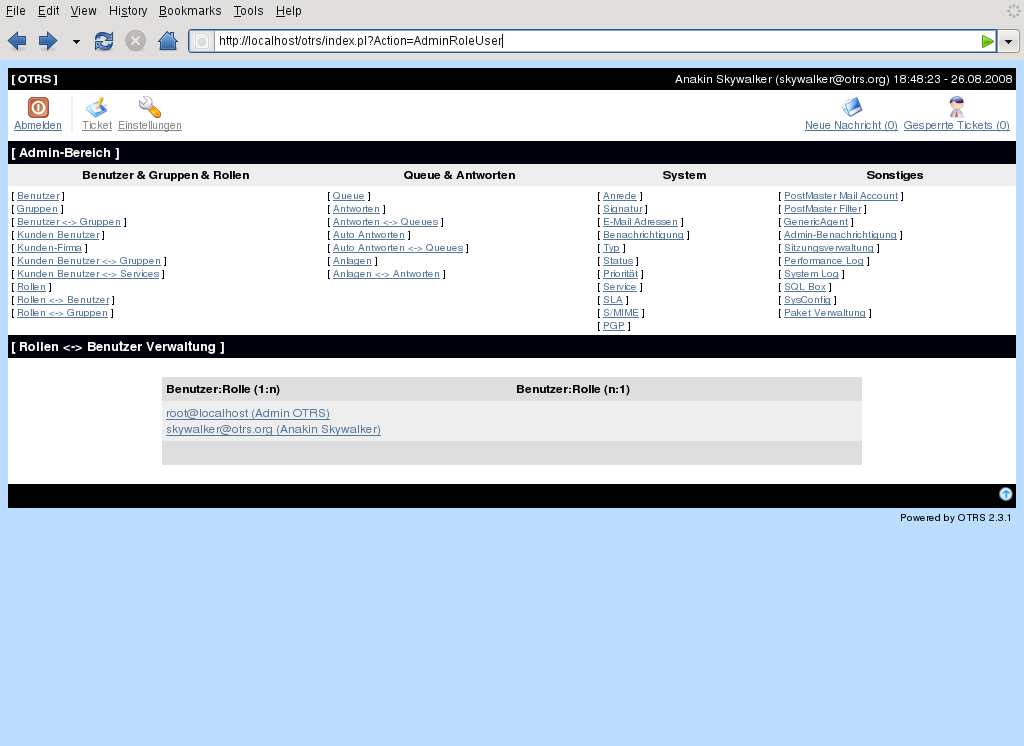 File Edit View History Bookmarks Tools Help
http://localhost/otrs/index.pl?Action=AdminRoleUser
[ OTRS ] Anakin Skywalker (skywalker@otrs.org) 18:48:23 - 26.08.2008
Abmelden Ticket Einstellungen Neue Nachricht (0) Gesperrte Tickets (0)
[ Admin-Bereich ]
Benutzer & Gruppen & Rollen Queue & Antworten System Sonstiges
[ Benutzer ] [ Queue ] [ Anrede ] [ PostMaster Mail Account ]
[ Gruppen ] [ Antworten ] [ Signatur ] [ PostMaster Filter ]
[ Benutzer <-> Gruppen ] [ Antworten <-> Queues ] [ E-Mail Adressen ] [ GenericAgent ]
[ Kunden Benutzer ] [ Auto Antworten ] [ Benachrichtigung ] [ Admin-Benachrichtigung ]
[ Kunden-Firma ] [ Auto Antworten <-> Queues ] [ Typ ] [ Sitzungsverwaltung ]
[ Kunden Benutzer <-> Gruppen ] [ Anlagen ] [ Status ] [ Performance Log ]
[ Kunden Benutzer <-> Services ] [ Anlagen <-> Antworten ] [ Priorität ] [ System Log ]
[ Rollen ] [ Service ] [ SQL Box ]
[ Rollen <-> Benutzer ] [ SLA ] [ SysConfig ]
[ Rollen <-> Gruppen ] [ S/MIME ] [ Paket Verwaltung ]
[ PGP ]
[ Rollen <-> Benutzer Verwaltung ]
Benutzer:Rolle (1:n) Benutzer:Rolle (n:1)
root@localhost (Admin OTRS)
skywalker@otrs.org (Anakin Skywalker)
Powered by OTRS 2.3.1